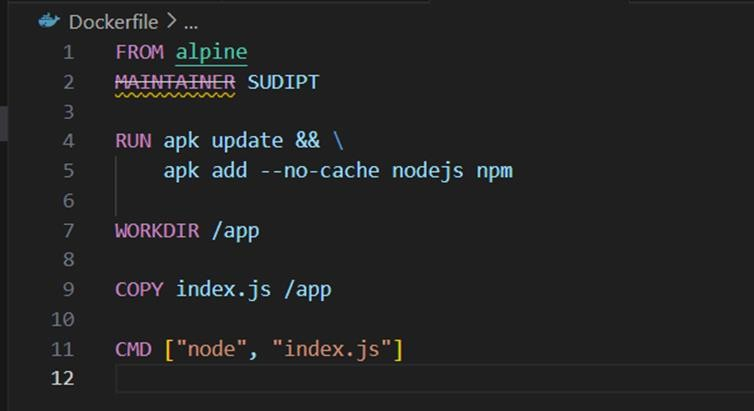 Dockerfile > ...
1 FROM alpine
2 MAINTAINER SUDIPT
3
4 RUN apk update && \
5 apk add --no-cache nodejs npm
6
7 WORKDIR /app
8
9 COPY index.js /app
10
11 CMD ["node", "index.js"]
12